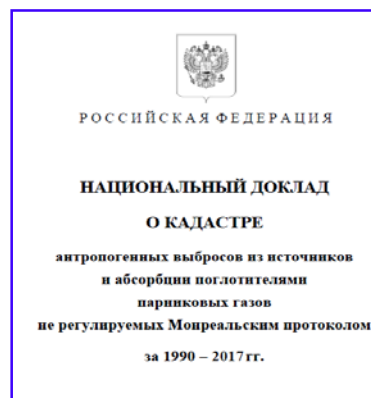 РОССИЙСКАЯ ФЕДЕРАЦИЯ
НАЦИОНАЛЬНЫЙ ДОКЛАД
О КАДАСТРЕ
антропогенных выбросов из источников
и абсорбции поглотителями
парниковых газов
не регулируемых Монреальским протоколом
за 1990 – 2017 гг.